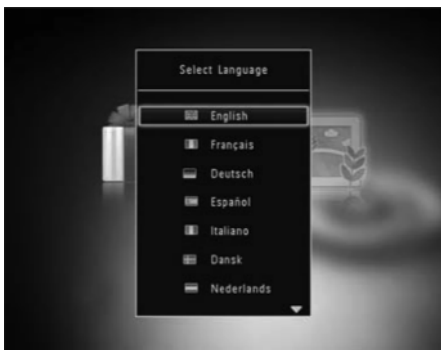 Select Language
English
Français
Deutsch
Español
Italiano
Dansk
Nederlands